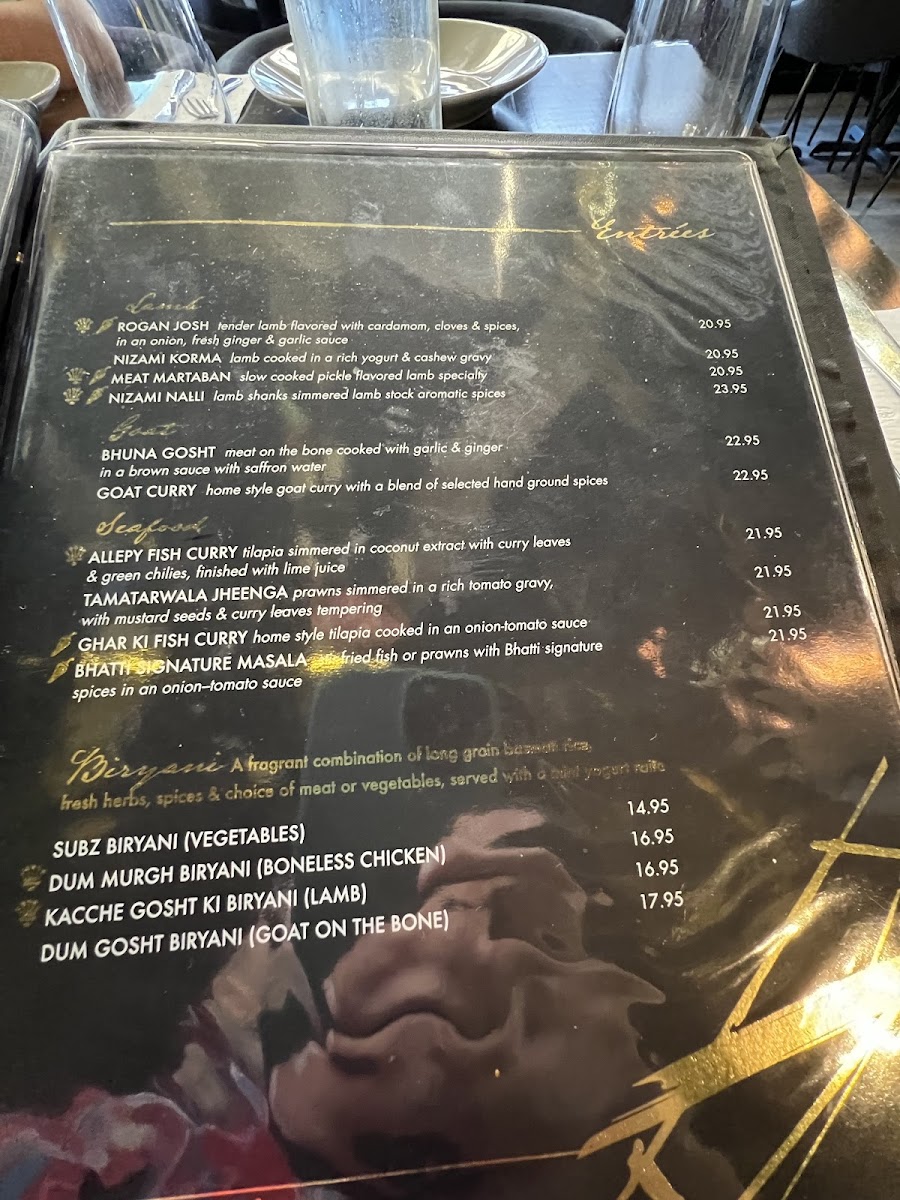 Entrées
Lamb
ROGAN JOSH tender lamb flavored with cardamom, cloves & spices, 20.95
in an onion, fresh ginger & garlic sauce
NIZAMI KORMA lamb cooked in a rich yogurt & cashew gravy 20.95
MEAT MARTABAN slow cooked pickle flavored lamb specialty 20.95
NIZAMI NALLI lamb shanks simmered lamb stock aromatic spices 23.95
Goat
BHUNA GOSHT meat on the bone cooked with garlic & ginger 22.95
in a brown sauce with saffron water
GOAT CURRY home style goat curry with a blend of selected hand ground spices 22.95
Seafood
ALLEPY FISH CURRY tilapia simmered in coconut extract with curry leaves 21.95
& green chilies, finished with lime juice
TAMATARWALA JHEENGA prawns simmered in a rich tomato gravy, 21.95
with mustard seeds & curry leaves tempering
GHAR KI FISH CURRY home style tilapia cooked in an onion-tomato sauce 21.95
BHATTI SIGNATURE MASALA fried fish or prawns with Bhatti signature 21.95
spices in an onion–tomato sauce
Biryani A fragrant combination of long grain basmati rice,
fresh herbs, spices & choice of meat or vegetables, served with a mint yogurt raita
SUBZ BIRYANI (VEGETABLES) 14.95
DUM MURGH BIRYANI (BONELESS CHICKEN) 16.95
KACCHE GOSHT KI BIRYANI (LAMB) 16.95
DUM GOSHT BIRYANI (GOAT ON THE BONE) 17.95